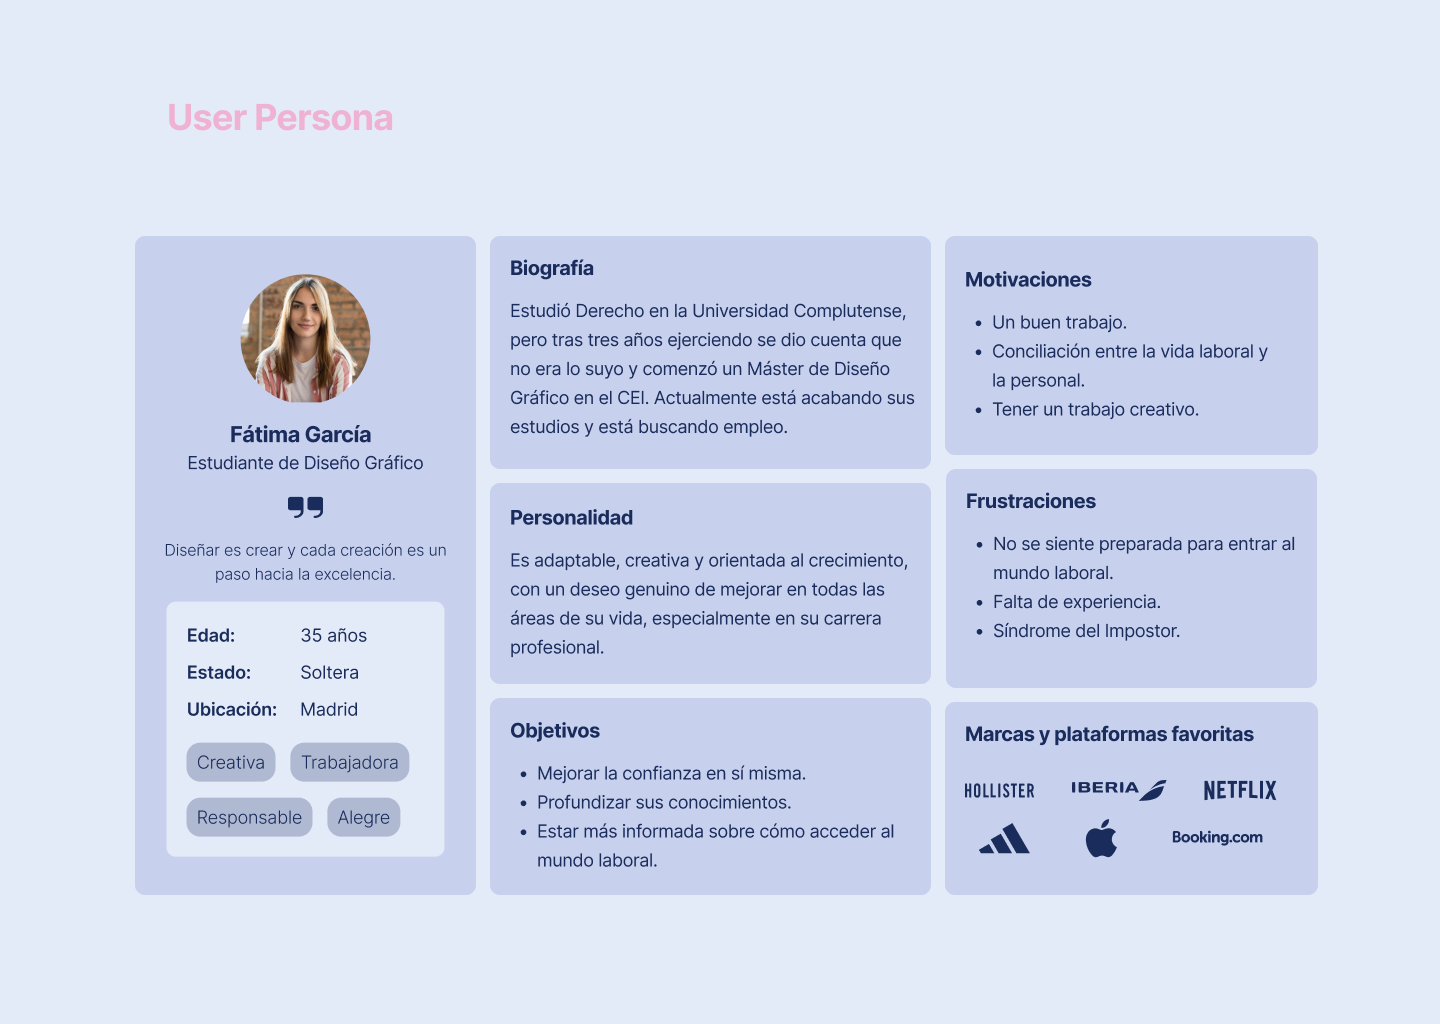 User Persona
Fátima García
Estudiante de Diseño Gráfico
Diseñar es crear y cada creación es un
paso hacia la excelencia.
Edad: 35 años
Estado: Soltera
Ubicación: Madrid
Creativa Trabajadora
Responsable Alegre
Biografía
Estudió Derecho en la Universidad Complutense,
pero tras tres años ejerciendo se dio cuenta que
no era lo suyo y comenzó un Máster de Diseño
Gráfico en el CEI. Actualmente está acabando sus
estudios y está buscando empleo.
Personalidad
Es adaptable, creativa y orientada al crecimiento,
con un deseo genuino de mejorar en todas las
áreas de su vida, especialmente en su carrera
profesional.
Objetivos
• Mejorar la confianza en sí misma.
• Profundizar sus conocimientos.
• Estar más informada sobre cómo acceder al
mundo laboral.
Motivaciones
• Un buen trabajo.
• Conciliación entre la vida laboral y
la personal.
• Tener un trabajo creativo.
Frustraciones
• No se siente preparada para entrar al
mundo laboral.
• Falta de experiencia.
• Síndrome del Impostor.
Marcas y plataformas favoritas
HOLLISTER IBERIA NETFLIX
Booking.com